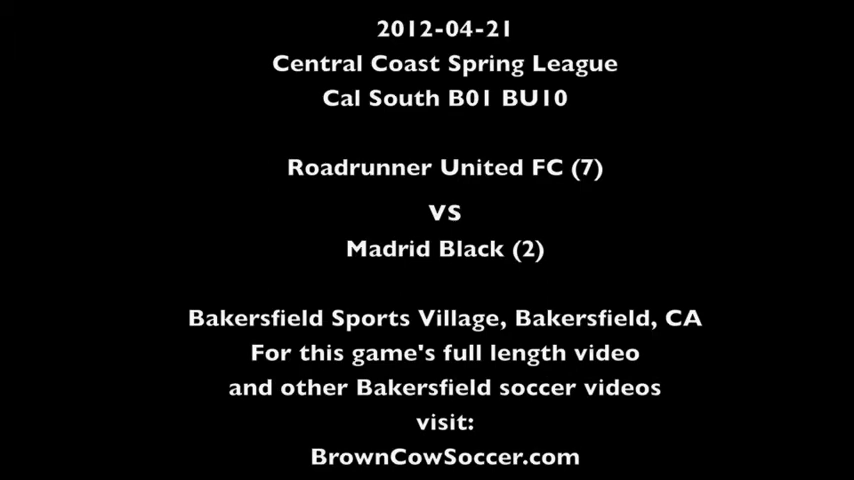 2012-04-21
Central Coast Spring League
Cal South B01 BU10
Roadrunner United FC (7)
vs
Madrid Black (2)
Bakersfield Sports Village, Bakersfield, CA
For this game's full length video
and other Bakersfield soccer videos
visit:
BrownCowSoccer.com